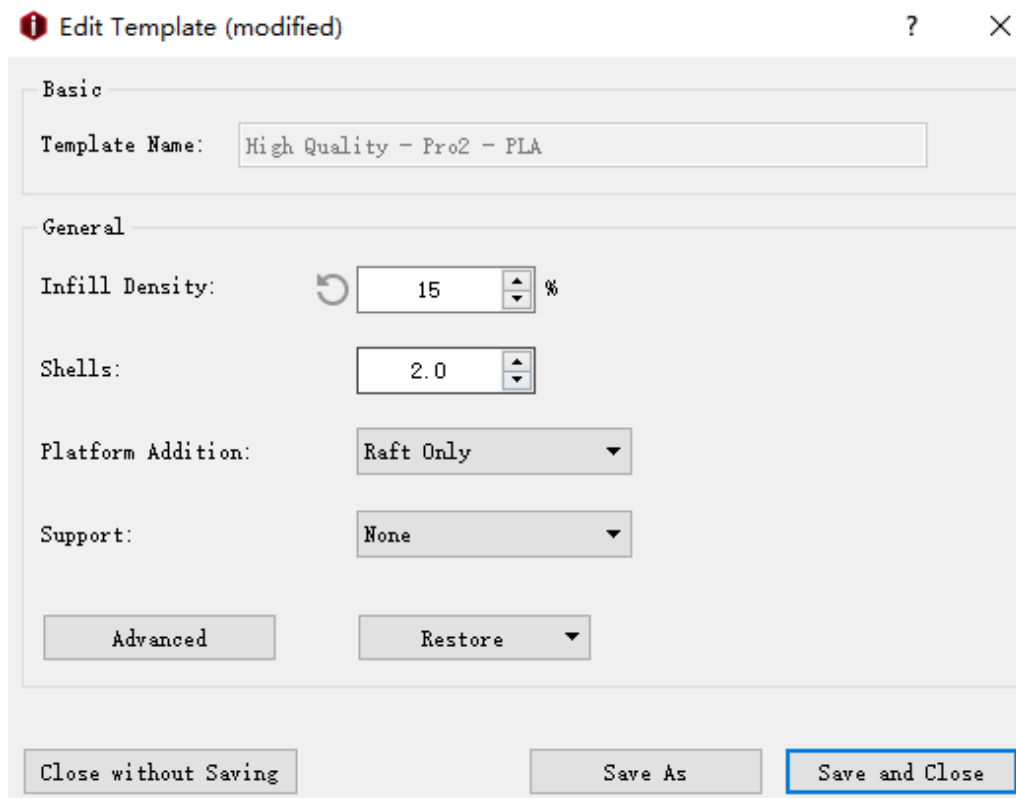 Edit Template (modified)
?
Basic
Template Name: High Quality - Pro2 - PLA
General
Infill Density: 15 %
Shells: 2.0
Platform Addition: Raft Only
Support: None
Advanced Restore
Close without Saving Save As Save and Close